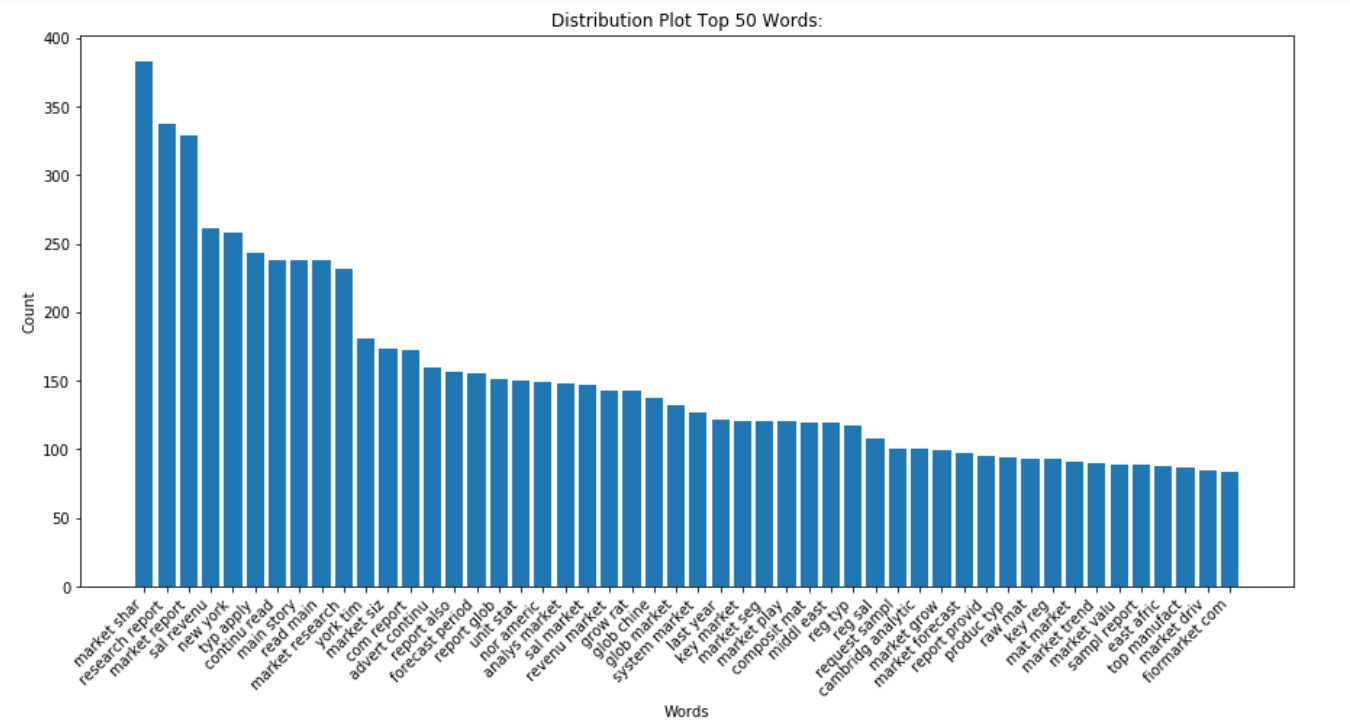 Distribution Plot Top 50 Words:
400
350
300
250
200
150
100
50
0
Count
market shar
research report
market report
sal revenu
new york
typ apply
continu read
main story
read main
market research
york tim
market siz
com report
advert continu
report also
forecast period
report glob
unit stat
nor americ
analys market
sal market
revenu market
grow rat
glob chine
glob market
system market
last year
key market
market seg
market play
composit mat
middl east
reg typ
reg sal
request sampl
cambridg analytic
market grow
market forecast
report provid
produc typ
raw mat
key reg
mat market
market trend
market valu
sampl report
east afric
top manufact
market driv
fiormarket com
Words